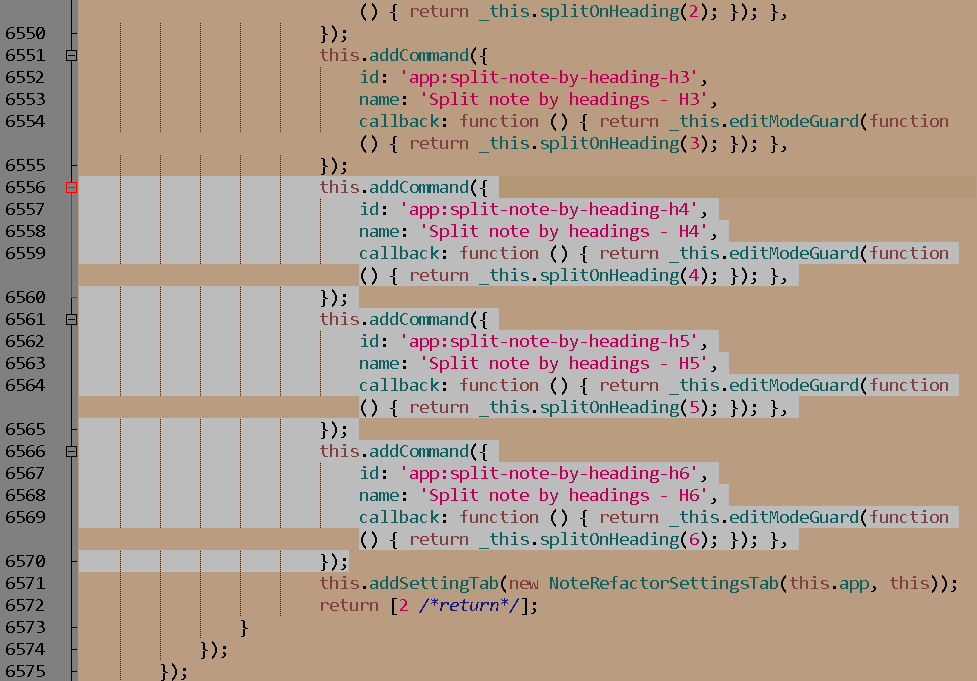 () { return _this.splitOnHeading(2); }); },
6550 });
6551 this.addCommand({
6552 id: 'app:split-note-by-heading-h3',
6553 name: 'Split note by headings - H3',
6554 callback: function () { return _this.editModeGuard(function
() { return _this.splitOnHeading(3); }); },
6555 });
6556 this.addCommand({
6557 id: 'app:split-note-by-heading-h4',
6558 name: 'Split note by headings - H4',
6559 callback: function () { return _this.editModeGuard(function
() { return _this.splitOnHeading(4); }); },
6560 });
6561 this.addCommand({
6562 id: 'app:split-note-by-heading-h5',
6563 name: 'Split note by headings - H5',
6564 callback: function () { return _this.editModeGuard(function
() { return _this.splitOnHeading(5); }); },
6565 });
6566 this.addCommand({
6567 id: 'app:split-note-by-heading-h6',
6568 name: 'Split note by headings - H6',
6569 callback: function () { return _this.editModeGuard(function
() { return _this.splitOnHeading(6); }); },
6570 });
6571 this.addSettingTab(new NoteRefactorSettingsTab(this.app, this));
6572 return [2 /*return*/];
6573 }
6574 });
6575 });